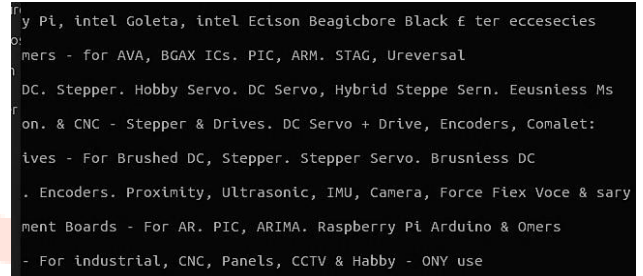 y Pi, intel Goleta, intel Ecison Beagicbore Black £ ter eccesecies
mers - for AVA, BGAX ICs. PIC, ARM. STAG, Ureversal
DC. Stepper. Hobby Servo. DC Servo, Hybrid Steppe Sern. Eeusniess Ms
on. & CNC - Stepper & Drives. DC Servo + Drive, Encoders, Comalet:
ives - For Brushed DC, Stepper. Stepper Servo. Brusniess DC
. Encoders. Proximity, Ultrasonic, IMU, Camera, Force Fiex Voce & sary
ment Boards - For AR. PIC, ARIMA. Raspberry Pi Arduino & Omers
- For industrial, CNC, Panels, CCTV & Habby - ONY use